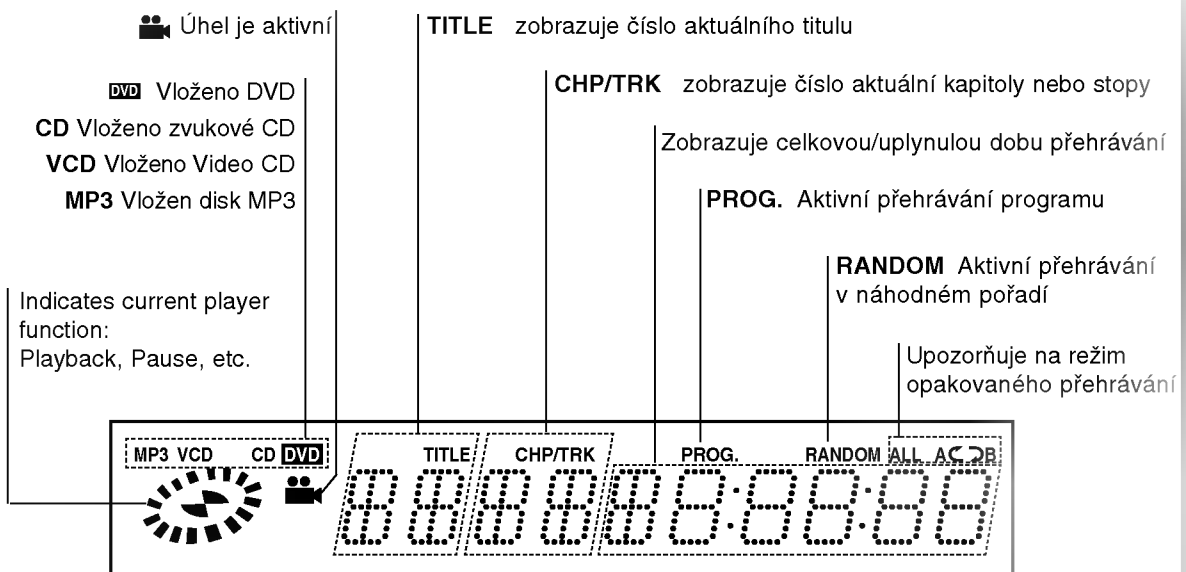 Úhel je aktivní
TITLE zobrazuje číslo aktuálního titulu
CHP/TRK zobrazuje číslo aktuální kapitoly nebo stopy
DVD Vloženo DVD
CD Vloženo zvukové CD
VCD Vloženo Video CD
MP3 Vložen disk MP3
Zobrazuje celkovou/uplynulou dobu přehrávání
PROG. Aktivní přehrávání programu
RANDOM Aktivní přehrávání
v náhodném pořadí
Indicates current player
function:
Playback, Pause, etc.
Upozorňuje na režim
opakovaného přehrávání
MP3 VCD CD DVD TITLE CHP/TRK PROG. RANDOM ALL A B